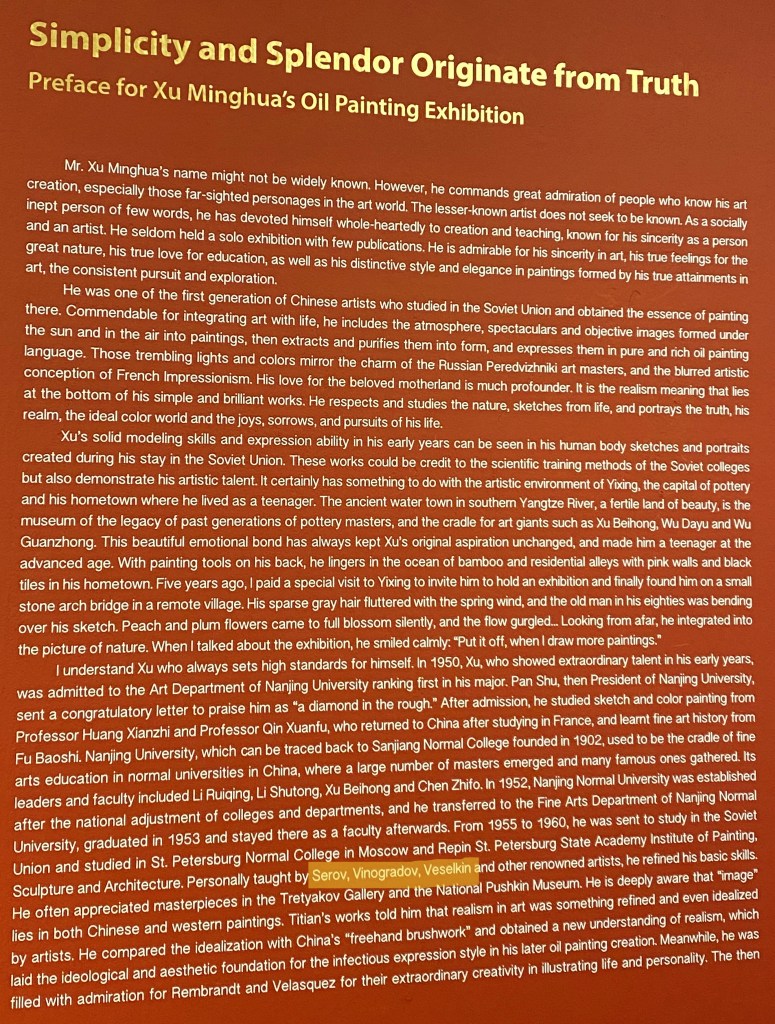 Simplicity and Splendor Originate from Truth
Preface for Xu Minghua's Oil Painting Exhibition
Mr. Xu Minghua's name might not be widely known. However, he commands great admiration of people who know his art
creation, especially those far-sighted personages in the art world. The lesser-known artist does not seek to be known. As a socially
inept person of few words, he has devoted himself whole-heartedly to creation and teaching, known for his sincerity as a person
and an artist. He seldom held a solo exhibition with few publications. He is admirable for his sincerity in art, his true feelings for the
great nature, his true love for education, as well as his distinctive style and elegance in paintings formed by his true attainments in
art, the consistent pursuit and exploration.
He was one of the first generation of Chinese artists who studied in the Soviet Union and obtained the essence of painting
there. Commendable for integrating art with life, he includes the atmosphere, spectaculars and objective images formed under
the sun and in the air into paintings, then extracts and purifies them into form, and expresses them in pure and rich oil painting
language. Those trembling lights and colors mirror the charm of the Russian Peredvizhniki art masters, and the blurred artistic
conception of French Impressionism. His love for the beloved motherland is much profounder. It is the realism meaning that lies
at the bottom of his simple and brilliant works. He respects and studies the nature, sketches from life, and portrays the truth, his
realm, the ideal color world and the joys, sorrows, and pursuits of his life.
Xu's solid modeling skills and expression ability in his early years can be seen in his human body sketches and portraits
created during his stay in the Soviet Union. These works could be credit to the scientific training methods of the Soviet colleges
but also demonstrate his artistic talent. It certainly has something to do with the artistic environment of Yixing, the capital of pottery
and his hometown where he lived as a teenager. The ancient water town in southern Yangtze River, a fertile land of beauty, is the
museum of the legacy of past generations of pottery masters, and the cradle for art giants such as Xu Beihong, Wu Dayu and Wu
Guanzhong. This beautiful emotional bond has always kept Xu's original aspiration unchanged, and made him a teenager at the
advanced age. With painting tools on his back, he lingers in the ocean of bamboo and residential alleys with pink walls and black
tiles in his hometown. Five years ago, I paid a special visit to Yixing to invite him to hold an exhibition and finally found him on a small
stone arch bridge in a remote village. His sparse gray hair fluttered with the spring wind, and the old man in his eighties was bending
over his sketch. Peach and plum flowers came to full blossom silently, and the flow gurgled... Looking from afar, he integrated into
the picture of nature. When I talked about the exhibition, he smiled calmly: "Put it off, when I draw more paintings."
I understand Xu who always sets high standards for himself. In 1950, Xu, who showed extraordinary talent in his early years,
was admitted to the Art Department of Nanjing University ranking first in his major. Pan Shu, then President of Nanjing University,
sent a congratulatory letter to praise him as "a diamond in the rough." After admission, he studied sketch and color painting from
Professor Huang Xianzhi and Professor Qin Xuanfu, who returned to China after studying in France, and learnt fine art history from
Fu Baoshi. Nanjing University, which can be traced back to Sanjiang Normal College founded in 1902, used to be the cradle of fine
arts education in normal universities in China, where a large number of masters emerged and many famous ones gathered. Its
leaders and faculty included Li Ruiqing, Li Shutong, Xu Beihong and Chen Zhifo. In 1952, Nanjing Normal University was established
after the national adjustment of colleges and departments, and he transferred to the Fine Arts Department of Nanjing Normal
University, graduated in 1953 and stayed there as a faculty afterwards. From 1955 to 1960, he was sent to study in the Soviet
Union and studied in St. Petersburg Normal College in Moscow and Repin St. Petersburg State Academy Institute of Painting,
Sculpture and Architecture. Personally taught by Serov, Vinogradov, Veselkin and other renowned artists, he refined his basic skills.
He often appreciated masterpieces in the Tretyakov Gallery and the National Pushkin Museum. He is deeply aware that "image"
lies in both Chinese and western paintings. Titian's works told him that realism in art was something refined and even idealized
by artists. He compared the idealization with China's "freehand brushwork" and obtained a new understanding of realism, which
laid the ideological and aesthetic foundation for the infectious expression style in his later oil painting creation. Meanwhile, he was
filled with admiration for Rembrandt and Velasquez for their extraordinary creativity in illustrating life and personality. The then